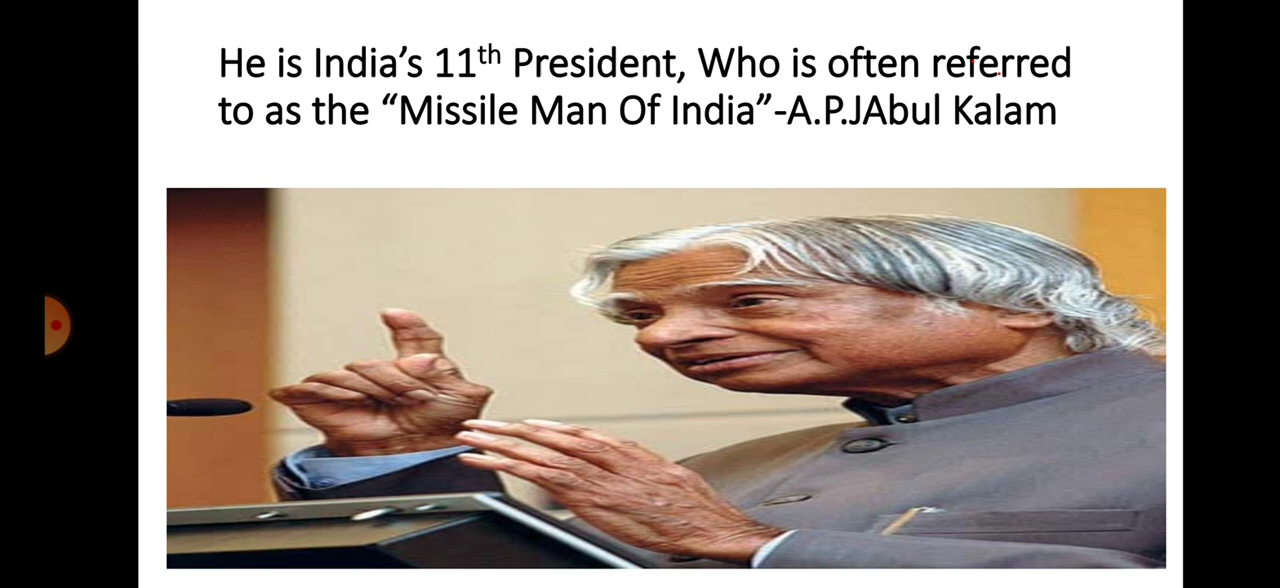 He is India’s 11th President, Who is often referred
to as the “Missile Man Of India”-A.P.JAbul Kalam